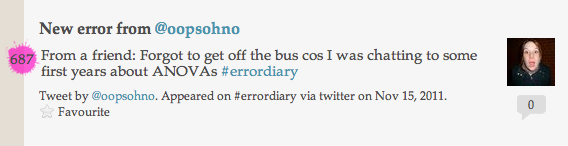 New error from @oopsohno
687
From a friend: Forgot to get off the bus cos I was chatting to some
first years about ANOVAs #errordiary
Tweet by @oopsohno. Appeared on #errordiary via twitter on Nov 15, 2011.
0
Favourite